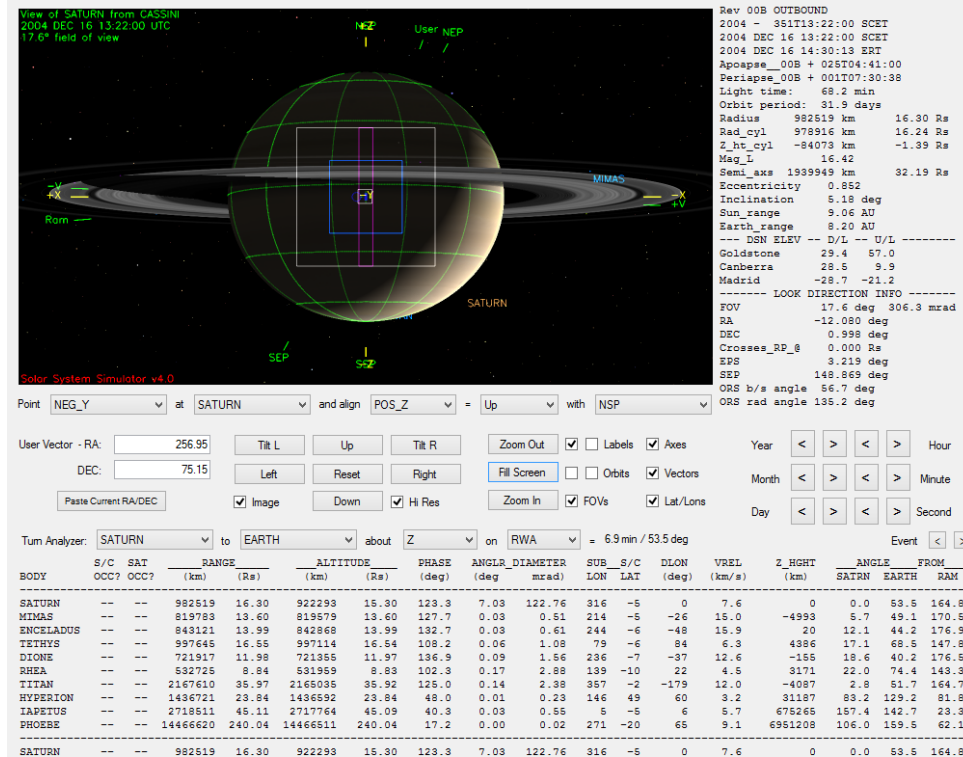 View of SATURN from CASSINI
2004 DEC 16 13:22:00 UTC
17.6° field of view
NEP
Z
User NEP
MIMAS
-V
+X
-Y
-X
+V
Ram
SATURN
SEP
SEP
Z
Solar System Simulator v4.0
Rev 00B OUTBOUND
2004 - 351T13:22:00 SCET
2004 DEC 16 13:22:00 SCET
2004 DEC 16 14:30:13 ERT
Apoapse__00B + 025T04:41:00
Periapse_00B + 001T07:30:38
Light time: 68.2 min
Orbit period: 31.9 days
Radius 982519 km 16.30 Rs
Rad_cyl 978916 km 16.24 Rs
Z_ht_cyl -84073 km -1.39 Rs
Mag_L 16.42
Semi_axs 1939949 km 32.19 Rs
Eccentricity 0.852
Inclination 5.18 deg
Sun_range 9.06 AU
Earth_range 8.20 AU
--- DSN ELEV -- D/L -- U/L --------
Goldstone 29.4 57.0
Canberra 28.5 9.9
Madrid -28.7 -21.2
------- LOOK DIRECTION INFO -------
FOV 17.6 deg 306.3 mrad
RA -12.080 deg
DEC 0.998 deg
Crosses_RP_@ 0.000 Rs
EPS 3.219 deg
SEP 148.869 deg
ORS b/s angle 56.7 deg
ORS rad angle 135.2 deg
Point NEG_Y at SATURN and align POS_Z = Up with NSP
User Vector - RA: 256.95 Tilt L Up Tilt R Zoom Out Labels Axes Year < > < > Hour
DEC: 75.15 Left Reset Right Fill Screen Orbits Vectors Month < > < > Minute
Paste Current RA/DEC Image Down Hi Res Zoom In FOVs Lat/Lons Day < > < > Second
Turn Analyzer: SATURN to EARTH about Z on RWA = 6.9 min / 53.5 deg Event < >
S/C SAT ____RANGE____ ____ALTITUDE____ PHASE ANGLR_DIAMETER SUB__S/C DLON VREL Z_HGHT ___ANGLE__FROM___
BODY OCC? OCC? (km) (Rs) (km) (Rs) (deg) (deg mrad) LON LAT (deg) (km/s) (km) SATRN EARTH RAM
SATURN -- -- 982519 16.30 922293 15.30 123.3 7.03 122.76 316 -5 0 7.6 0 0.0 53.5 164.8
MIMAS -- -- 819783 13.60 819579 13.60 127.7 0.03 0.51 214 -5 -26 15.0 -4993 5.7 49.1 170.5
ENCELADUS -- -- 843121 13.99 842868 13.99 132.7 0.03 0.61 244 -6 -48 15.9 20 12.1 44.2 176.9
TETHYS -- -- 997645 16.55 997114 16.54 108.2 0.06 1.08 79 -6 84 6.3 4386 17.1 68.5 147.8
DIONE -- -- 721917 11.98 721355 11.97 136.9 0.09 1.56 236 -7 -37 12.6 -155 18.6 40.2 176.5
RHEA -- -- 532725 8.84 531959 8.83 102.3 0.17 2.88 139 -10 22 4.5 3171 22.0 74.4 143.3
TITAN -- -- 2167610 35.97 2165035 35.92 125.0 0.14 2.38 357 -2 -179 12.0 -4087 2.8 51.7 164.7
HYPERION -- -- 1436721 23.84 1436592 23.84 48.0 0.01 0.23 146 49 60 3.2 31187 83.2 129.2 81.8
IAPETUS -- -- 2718511 45.11 2717764 45.09 40.3 0.03 0.55 5 -5 6 5.7 675265 157.4 142.7 23.3
PHOEBE -- -- 14466620 240.04 14466511 240.04 17.2 0.00 0.02 271 -20 65 9.1 6951208 106.0 159.5 62.1
SATURN -- -- 982519 16.30 922293 15.30 123.3 7.03 122.76 316 -5 0 7.6 0 0.0 53.5 164.8